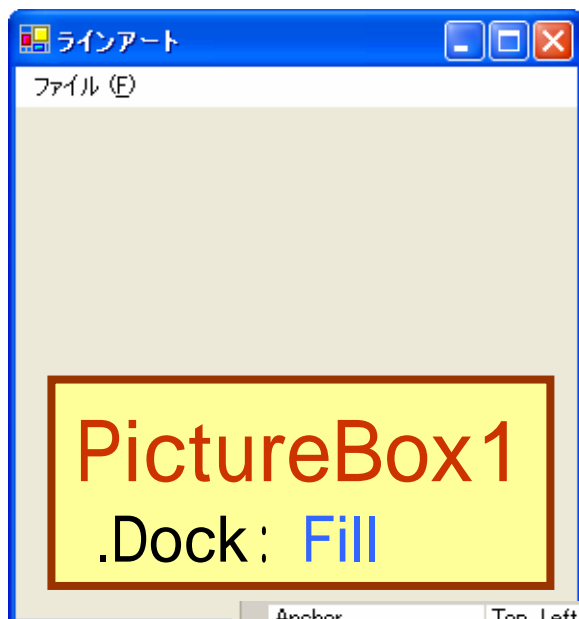 ラインアート
ファイル (F)
PictureBox1
.Dock: Fill
Anchor Top, Left